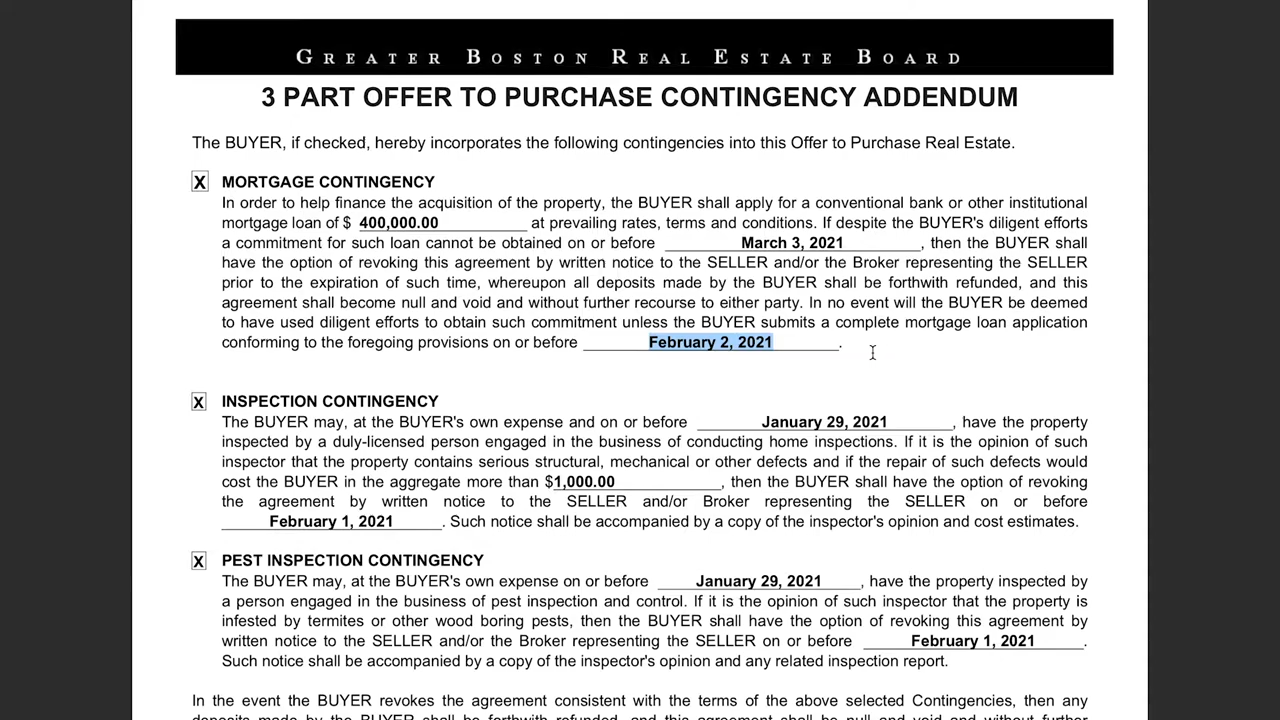 GREATER BOSTON REAL ESTATE BOARD
3 PART OFFER TO PURCHASE CONTINGENCY ADDENDUM
The BUYER, if checked, hereby incorporates the following contingencies into this Offer to Purchase Real Estate.
X MORTGAGE CONTINGENCY
In order to help finance the acquisition of the property, the BUYER shall apply for a conventional bank or other institutional
mortgage loan of $ 400,000.00 at prevailing rates, terms and conditions. If despite the BUYER'S diligent efforts
a commitment for such loan cannot be obtained on or before March 3, 2021, then the BUYER shall
have the option of revoking this agreement by written notice to the SELLER and/or the Broker representing the SELLER
prior to the expiration of such time, whereupon all deposits made by the BUYER shall be forthwith refunded, and this
agreement shall become null and void and without further recourse to either party. In no event will the BUYER be deemed
to have used diligent efforts to obtain such commitment unless the BUYER submits a complete mortgage loan application
conforming to the foregoing provisions on or before February 2, 2021.
X INSPECTION CONTINGENCY
The BUYER may, at the BUYER's own expense and on or before January 29, 2021, have the property
inspected by a duly-licensed person engaged in the business of conducting home inspections. If it is the opinion of such
inspector that the property contains serious structural, mechanical or other defects and if the repair of such defects would
cost the BUYER in the aggregate more than $1,000.00, then the BUYER shall have the option of revoking
the agreement by written notice to the SELLER and/or Broker representing the SELLER on or before
February 1, 2021. Such notice shall be accompanied by a copy of the inspector's opinion and cost estimates.
X PEST INSPECTION CONTINGENCY
The BUYER may, at the BUYER's own expense on or before January 29, 2021, have the property inspected by
a person engaged in the business of pest inspection and control. If it is the opinion of such inspector that the property is
infested by termites or other wood boring pests, then the BUYER shall have the option of revoking this agreement by
written notice to the SELLER and/or the Broker representing the SELLER on or before February 1, 2021.
Such notice shall be accompanied by a copy of the inspector's opinion and any related inspection report.
In the event the BUYER revokes the agreement consistent with the terms of the above selected Contingencies, then any
deposits made by the BUYER shall be forthwith refunded, and this agreement shall be null and void and without further